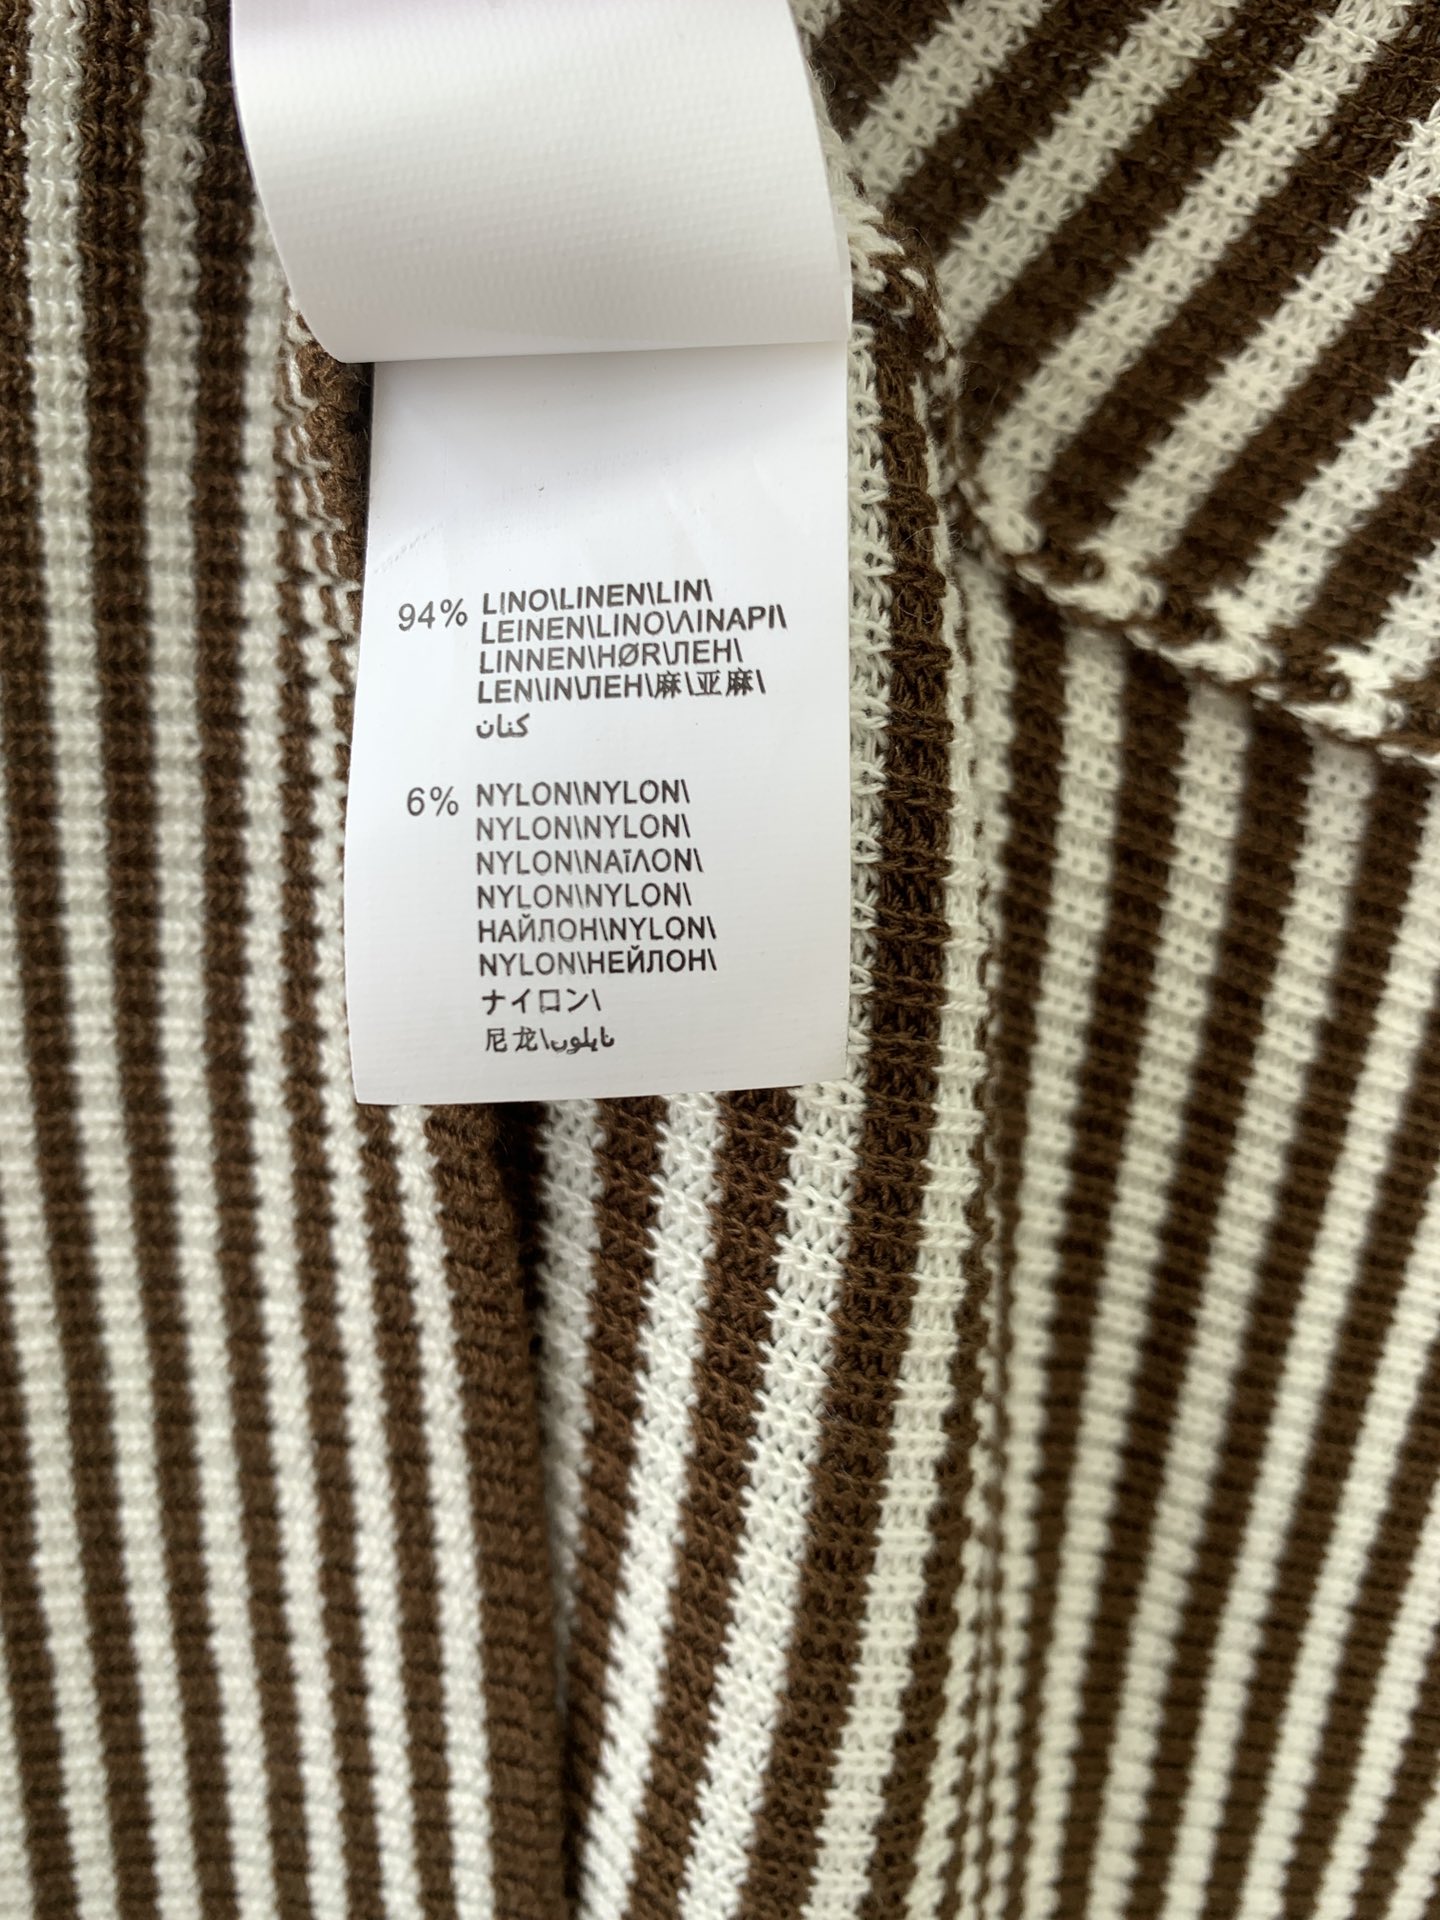 94% LINO\LINEN\LIN\
LEINEN\LINO\ΛΙΝΑΡΙ\
LINNEN\HØR\ЛЕН\
LEN\IN\ЛЕН\麻\亚麻\
كتان
6% NYLON\NYLON\
NYLON\NYLON\
NYLON\ΝΑΪΛΟΝ\
NYLON\NYLON\
НАЙЛОН\NYLON\
NYLON\НЕЙЛОН\
ナイロン\
尼龙\نايلون